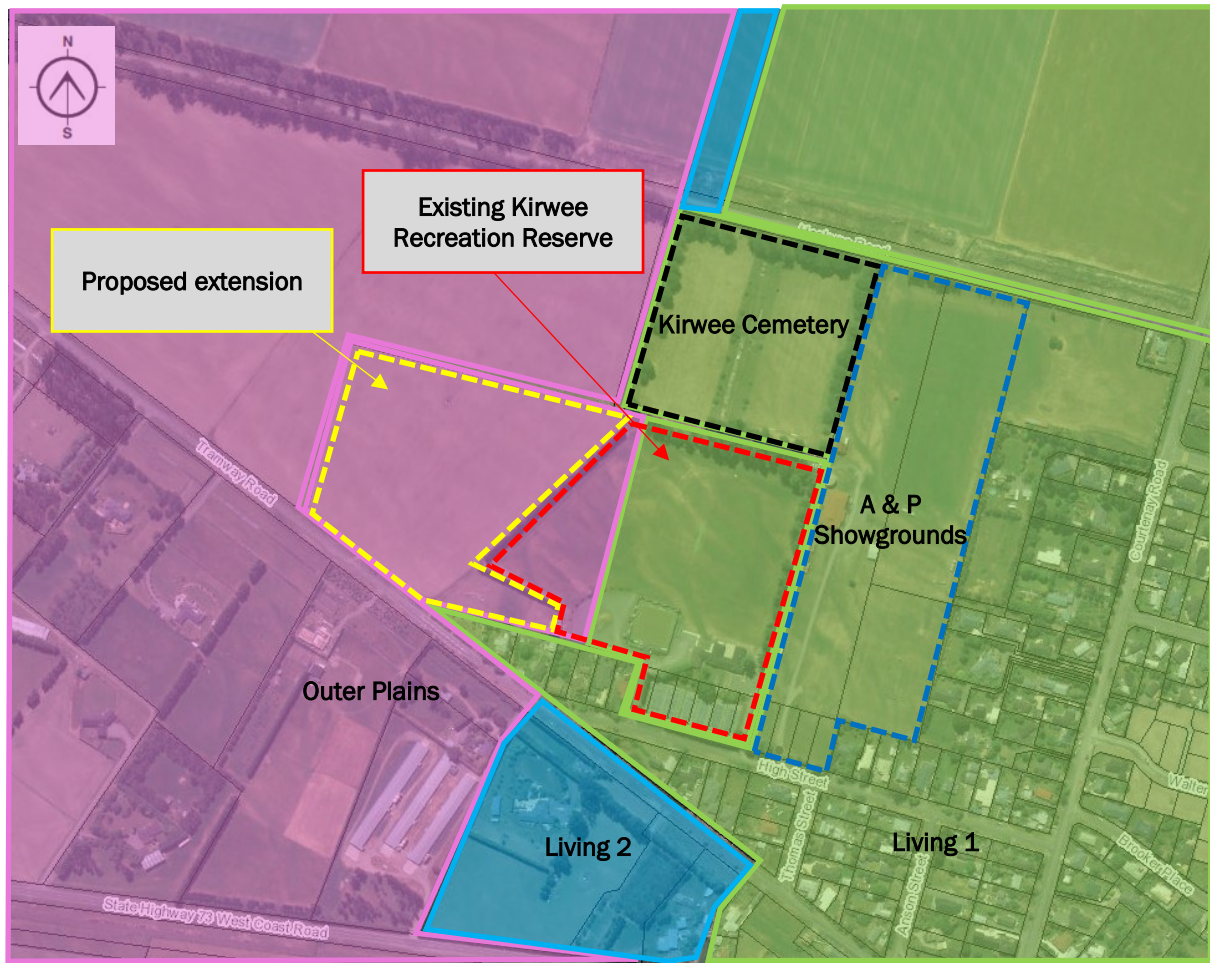 N
S
Existing Kirwee
Recreation Reserve
Proposed extension
Kirwee Cemetery
A & P
Showgrounds
Tramway Road
Courtenay Road
Outer Plains
High Street
Walter
Living 2
Living 1
Thomas Street
Anson Street
Brooker Place
State Highway 73 West Coast Road